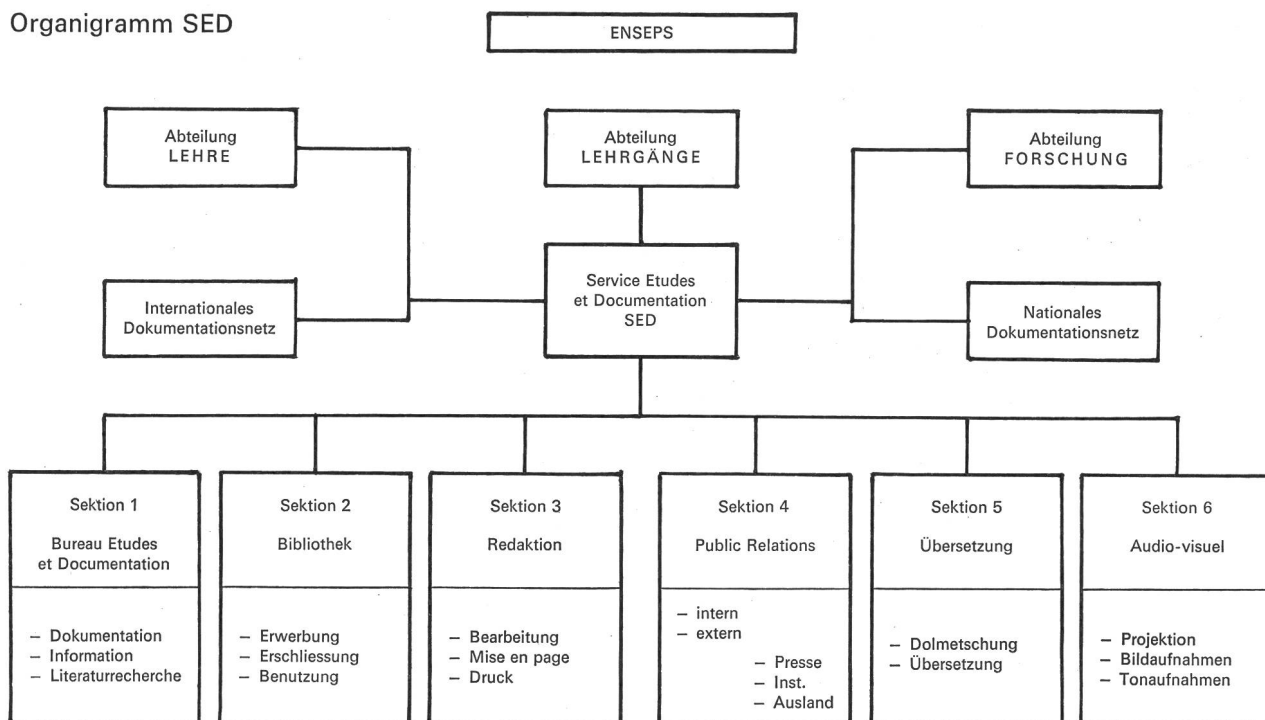 Organigramm SED
ENSEPS
Abteilung
LEHRE
Abteilung
LEHRGÄNGE
Abteilung
FORSCHUNG
Internationales
Dokumentationsnetz
Service Etudes
et Documentation
SED
Nationales
Dokumentationsnetz
Sektion 1
Bureau Etudes
et Documentation
– Dokumentation
– Information
– Literaturrecherche
Sektion 2
Bibliothek
– Erwerbung
– Erschliessung
– Benutzung
Sektion 3
Redaktion
– Bearbeitung
– Mise en page
– Druck
Sektion 4
Public Relations
– intern
– extern
– Presse
– Inst.
– Ausland
Sektion 5
Übersetzung
– Dolmetschung
– Übersetzung
Sektion 6
Audio-visuel
– Projektion
– Bildaufnahmen
– Tonaufnahmen